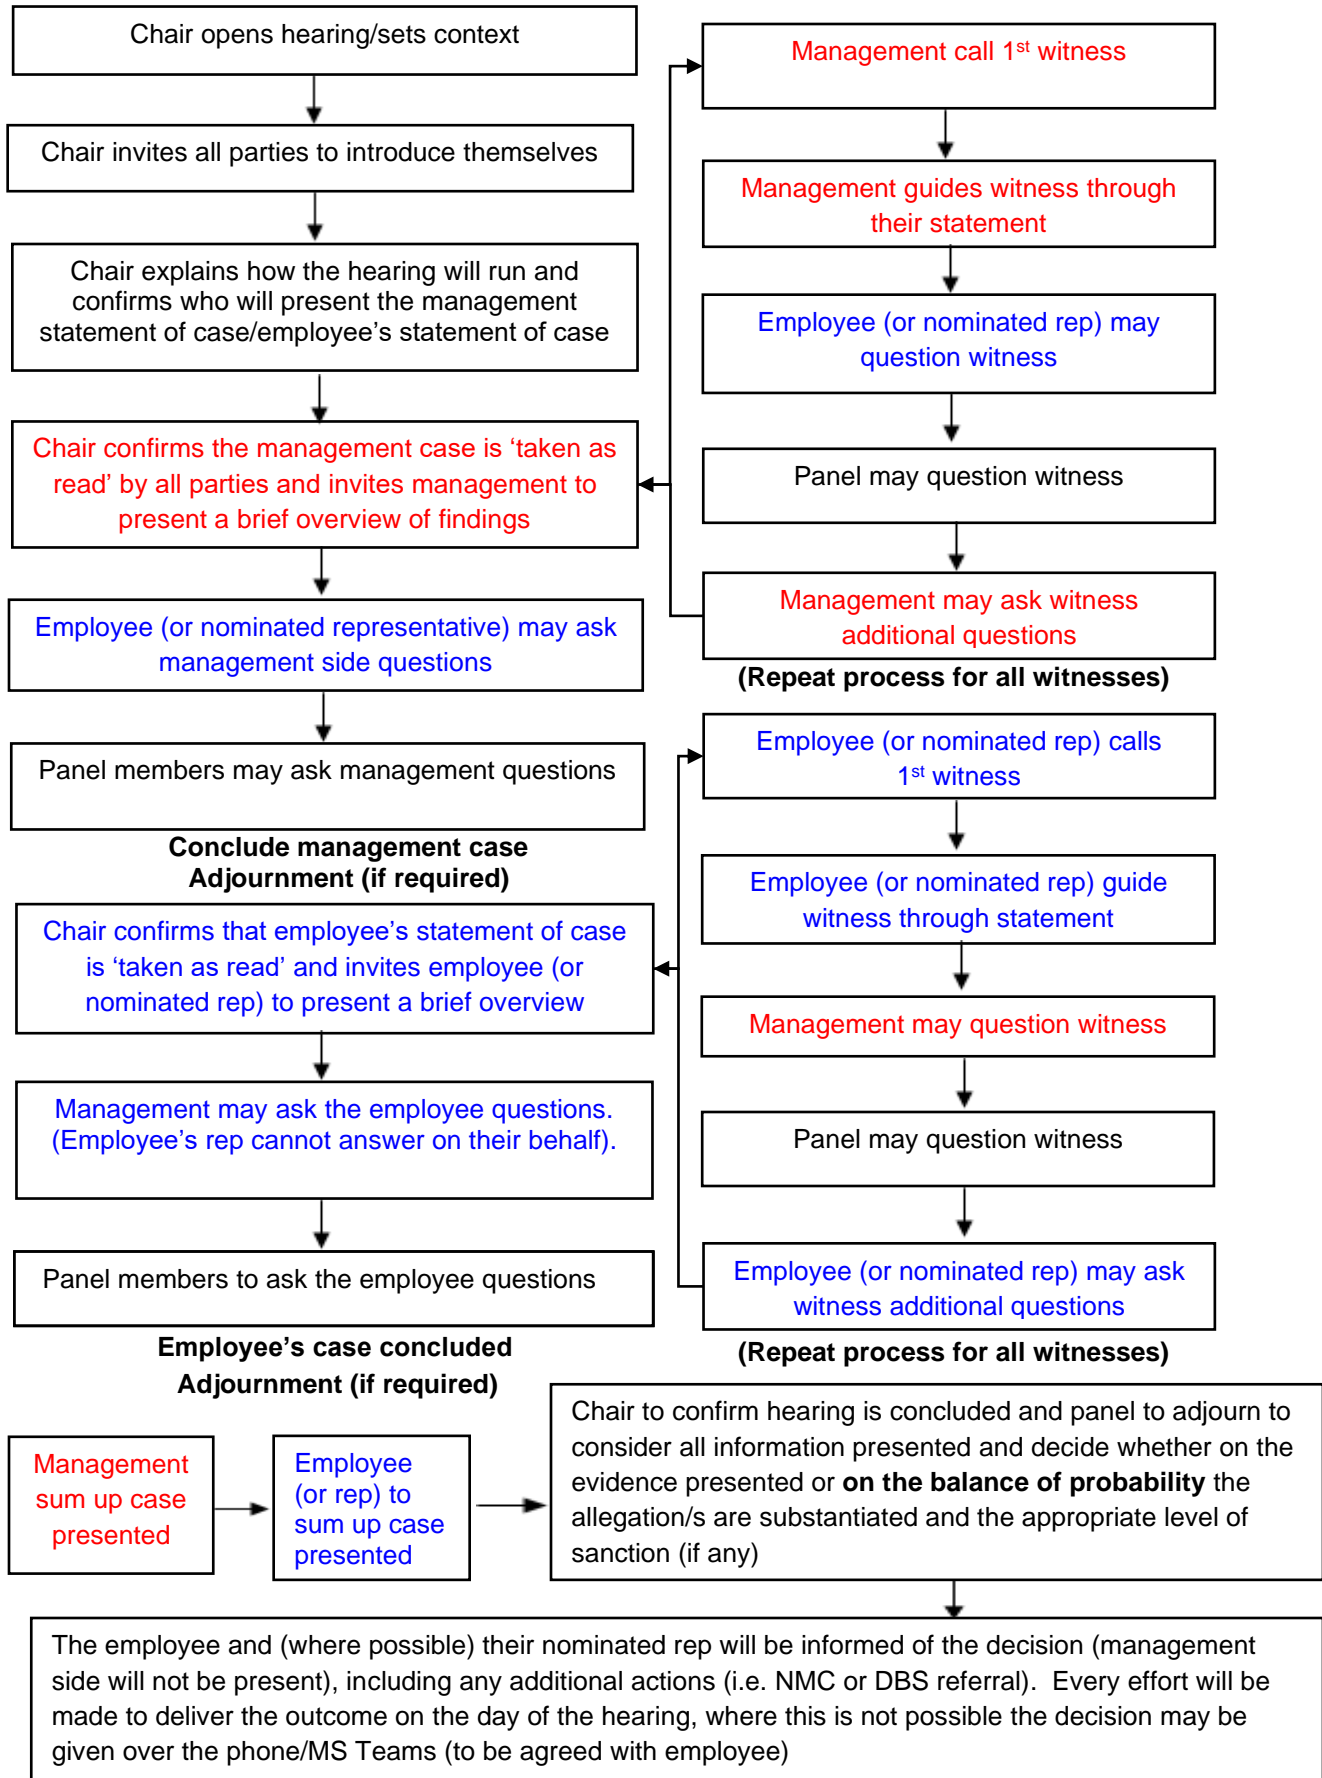 Chair opens hearing/sets context
Chair invites all parties to introduce themselves
Chair explains how the hearing will run and
confirms who will present the management
statement of case/employee’s statement of case
Chair confirms the management case is ‘taken as
read’ by all parties and invites management to
present a brief overview of findings
Employee (or nominated representative) may ask
management side questions
Panel members may ask management questions
Conclude management case
Adjournment (if required)
Management call 1st witness
Management guides witness through
their statement
Employee (or nominated rep) may
question witness
Panel may question witness
Management may ask witness
additional questions
(Repeat process for all witnesses)
Chair confirms that employee’s statement of case
is ‘taken as read’ and invites employee (or
nominated rep) to present a brief overview
Management may ask the employee questions.
(Employee’s rep cannot answer on their behalf).
Panel members to ask the employee questions
Employee’s case concluded
Adjournment (if required)
Employee (or nominated rep) calls
1st witness
Employee (or nominated rep) guide
witness through statement
Management may question witness
Panel may question witness
Employee (or nominated rep) may ask
witness additional questions
(Repeat process for all witnesses)
Management
sum up case
presented
Employee
(or rep) to
sum up case
presented
Chair to confirm hearing is concluded and panel to adjourn to
consider all information presented and decide whether on the
evidence presented or on the balance of probability the
allegation/s are substantiated and the appropriate level of
sanction (if any)
The employee and (where possible) their nominated rep will be informed of the decision (management
side will not be present), including any additional actions (i.e. NMC or DBS referral).  Every effort will be
made to deliver the outcome on the day of the hearing, where this is not possible the decision may be
given over the phone/MS Teams (to be agreed with employee)